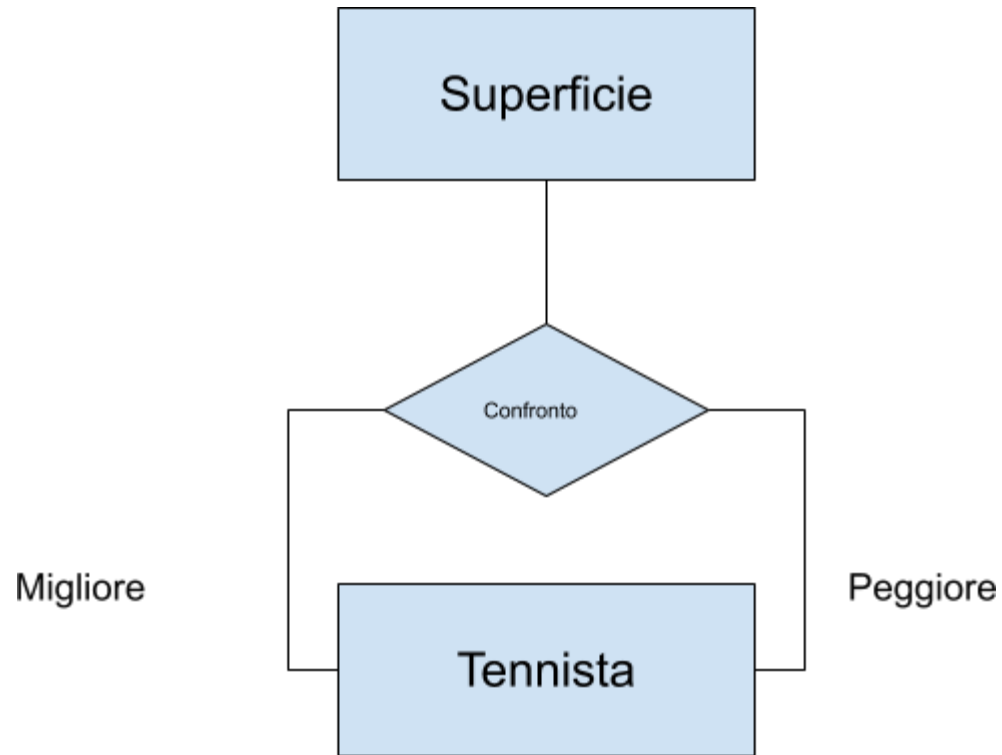 Superficie
Confronto
Migliore
Peggiore
Tennista